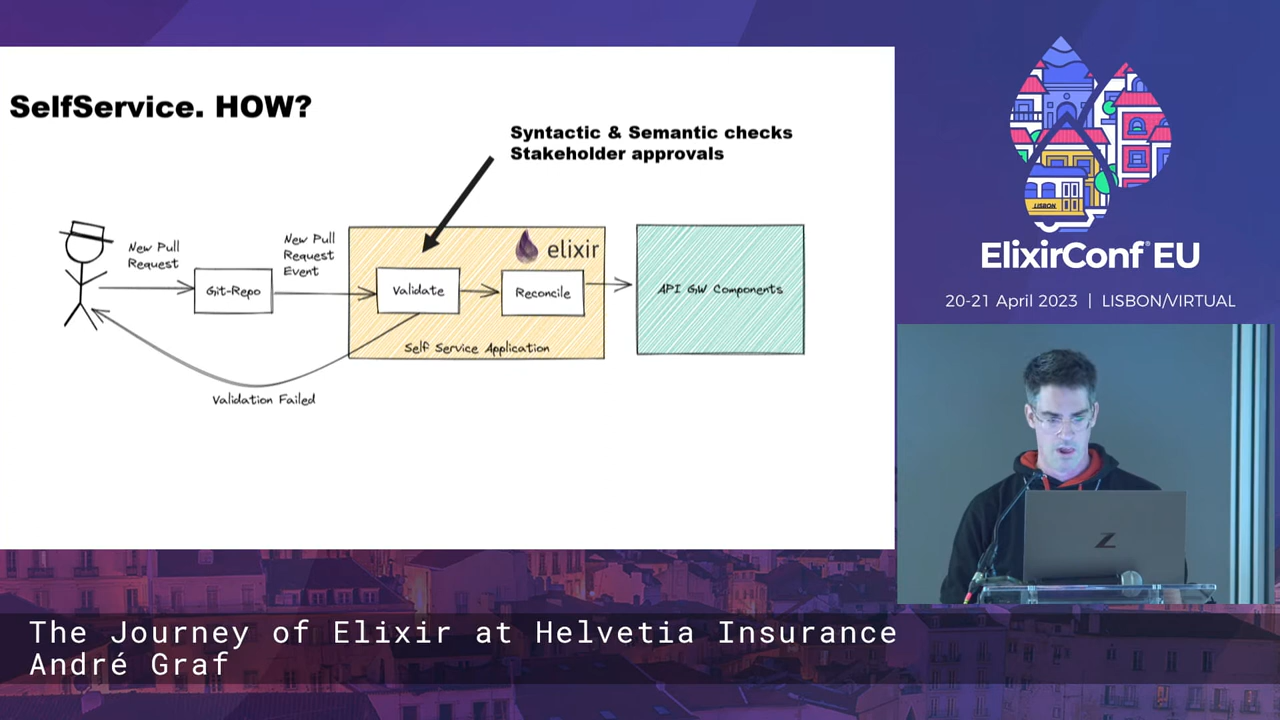 SelfService. HOW?
Syntactic & Semantic checks
Stakeholder approvals
New Pull
Request
New Pull
Request
Event
Git-Repo
elixir
Validate
Reconcile
Self Service Application
API GW Components
Validation Failed
LISBON
ElixirConf® EU
20-21 April 2023 | LISBON/VIRTUAL
The Journey of Elixir at Helvetia Insurance
André Graf